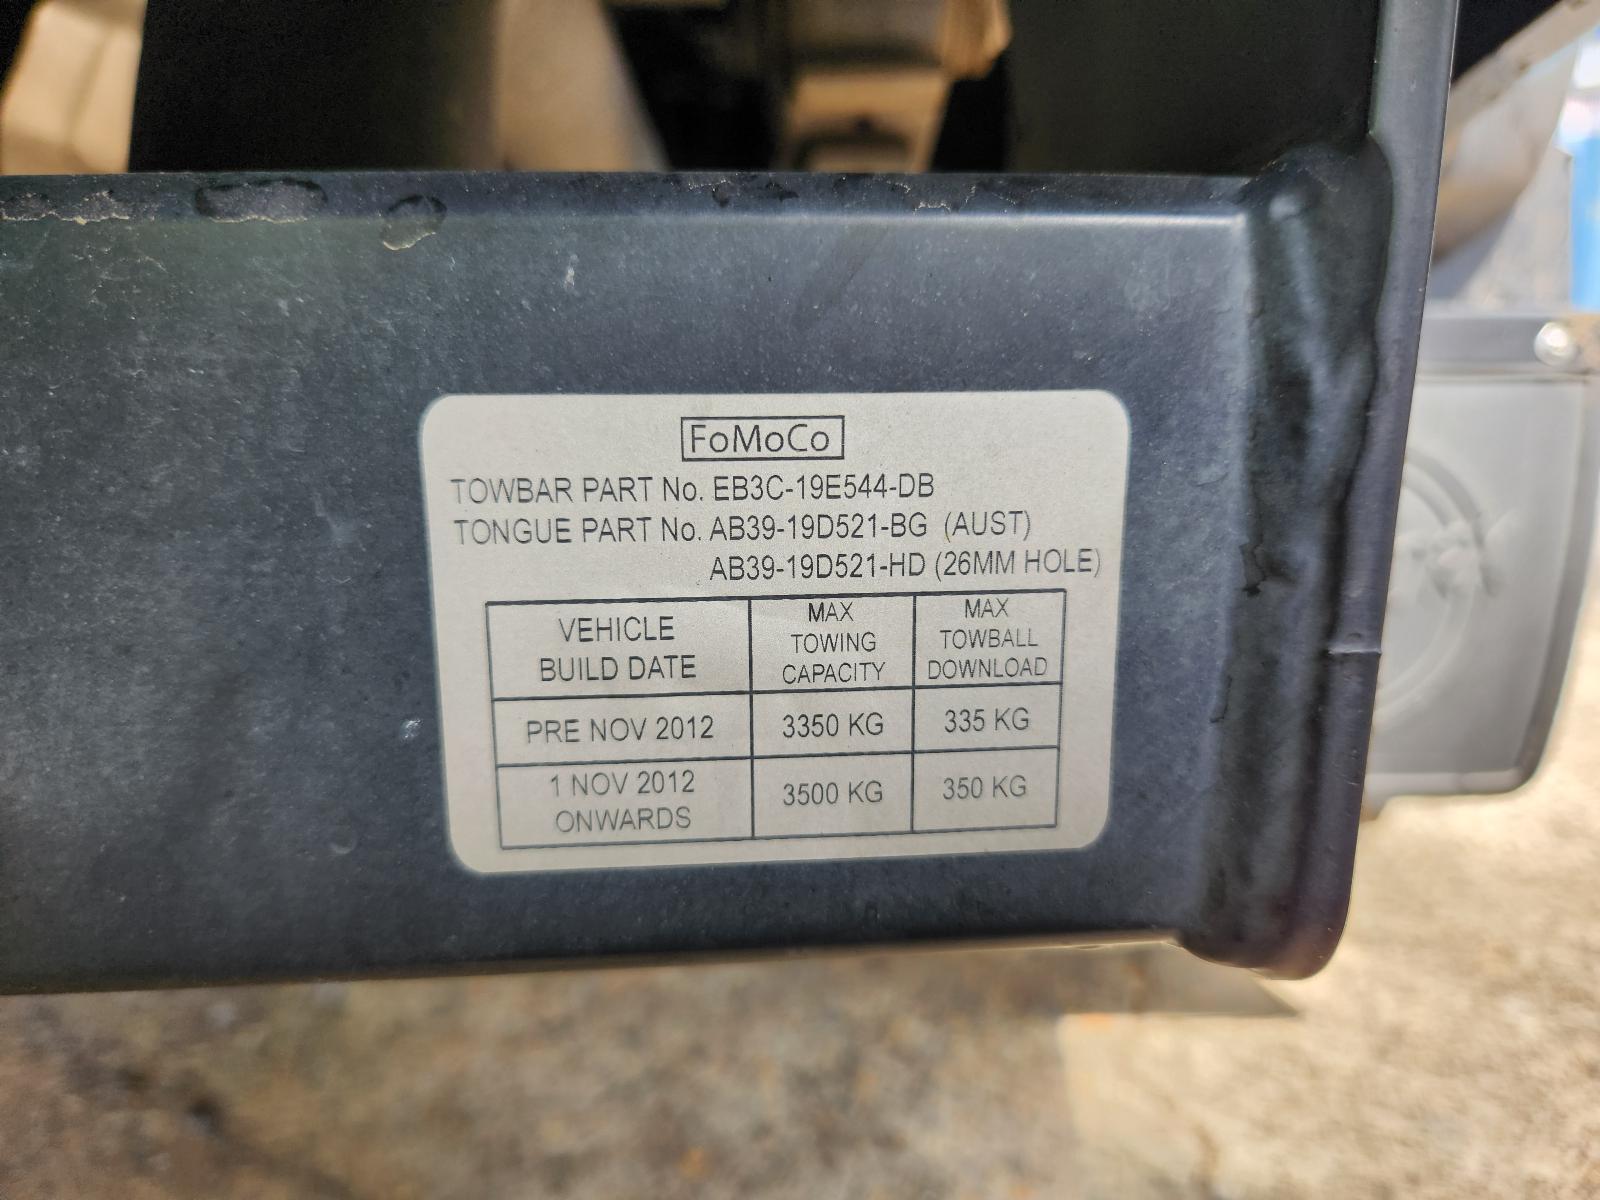 FoMoCo
TOWBAR PART No. EB3C-19E544-DB
TONGUE PART No. AB39-19D521-BG (AUST)
AB39-19D521-HD (26MM HOLE)
VEHICLE
BUILD DATE
MAX
TOWING
CAPACITY
MAX
TOWBALL
DOWNLOAD
PRE NOV 2012
3350 KG
335 KG
1 NOV 2012
ONWARDS
3500 KG
350 KG